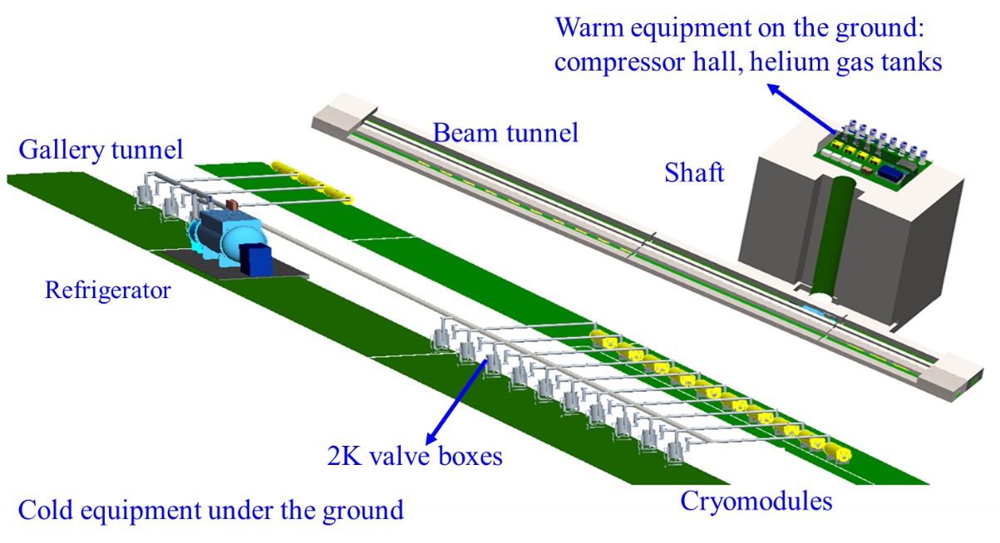 Warm equipment on the ground:
compressor hall, helium gas tanks
Beam tunnel
Gallery tunnel
Shaft
Refrigerator
2K valve boxes
Cryomodules
Cold equipment under the ground